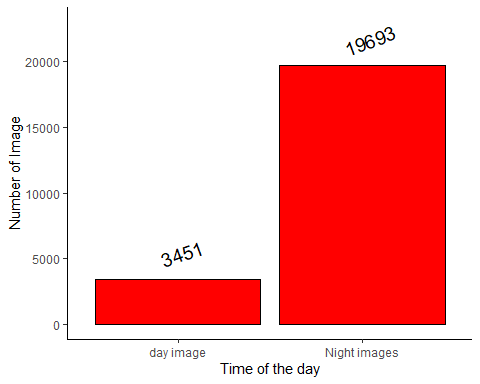 19693
20000
15000
10000
5000
0
Number of Image
3451
day image
Night images
Time of the day